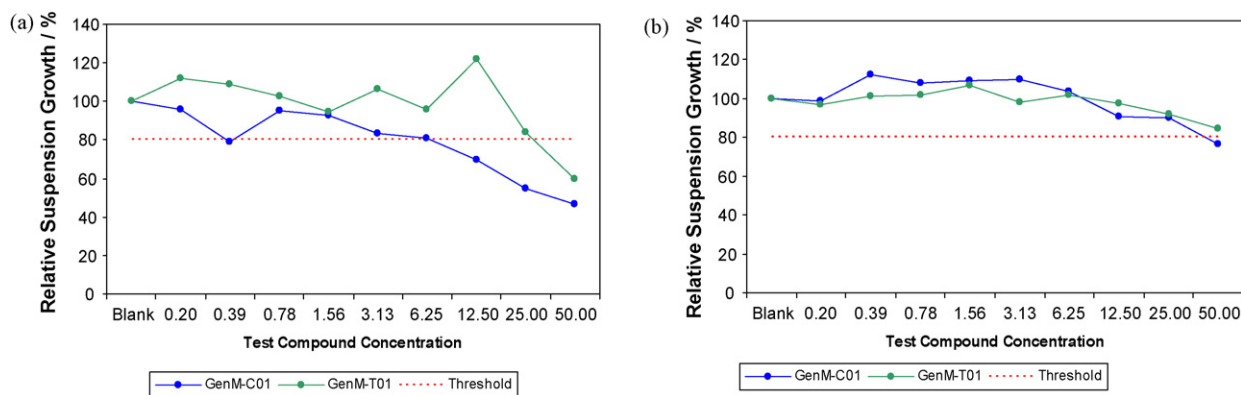 (a)
Relative Suspension Growth / %
140
120
100
80
60
40
20
0
Blank 0.20 0.39 0.78 1.56 3.13 6.25 12.50 25.00 50.00
Test Compound Concentration
GenM-C01 GenM-T01 Threshold
(b)
Relative Suspension Growth / %
140
120
100
80
60
40
20
0
Blank 0.20 0.39 0.78 1.56 3.13 6.25 12.50 25.00 50.00
Test Compound Concentration
GenM-C01 GenM-T01 Threshold